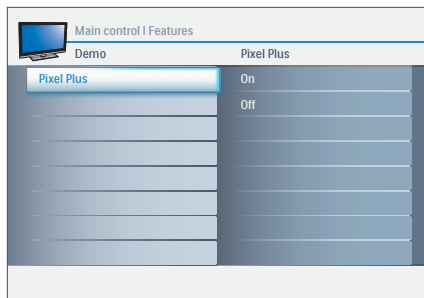 Main control | Features
Demo Pixel Plus
Pixel Plus On
Off